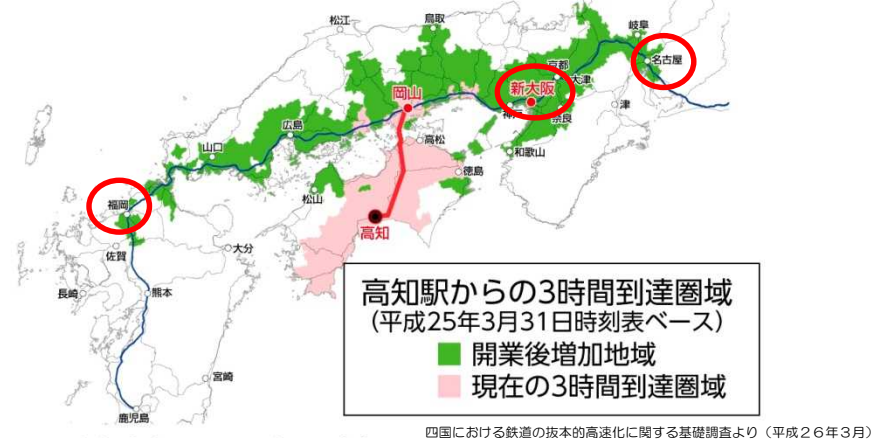 松江
鳥取
岐阜
名古屋
京都
大津
新大阪
岡山
神戸
奈良
津
広島
山口
高松
和歌山
徳島
福岡
松山
高知
佐賀
大分
長崎
熊本
宮崎
鹿児島
高知駅からの3時間到達圏域
(平成25年3月31日時刻表ベース)
開業後増加地域
現在の3時間到達圏域
四国における鉄道の抜本的高速化に関する基礎調査より（平成２６年３月）